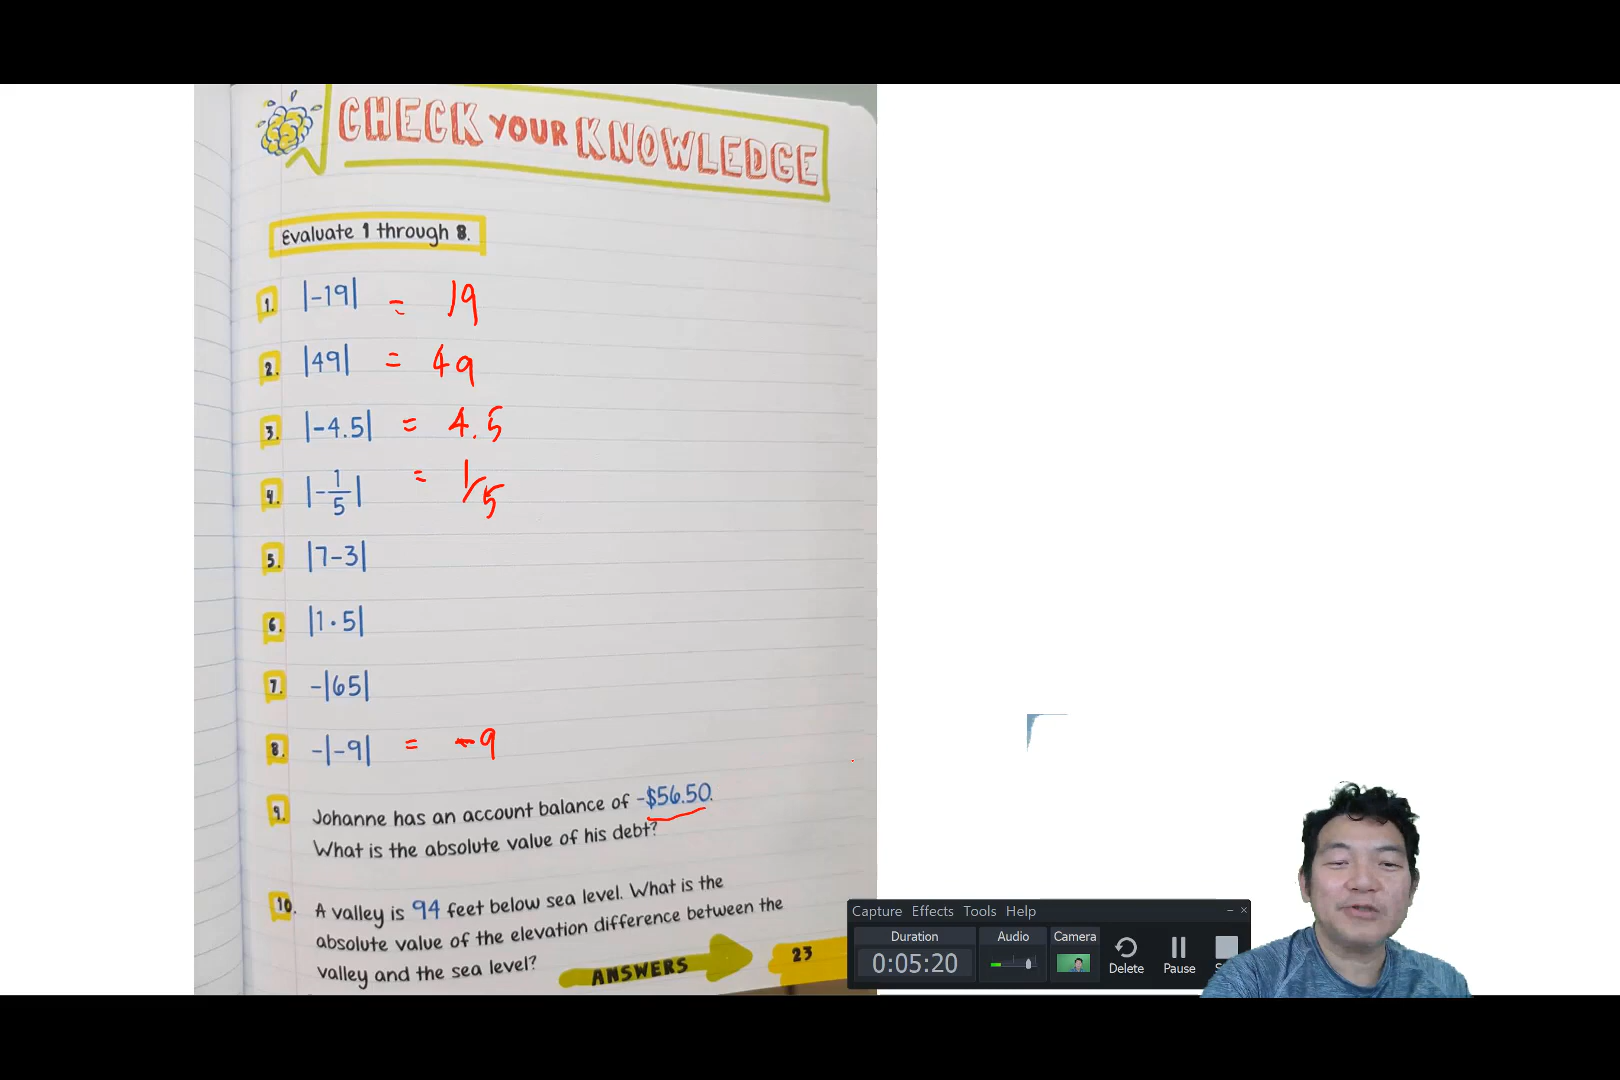 CHECK YOUR KNOWLEDGE
Evaluate 1 through 8.
1. |-19| = 19
2. |49| = 49
3. |-4.5| = 4.5
4. |-1/5| = 1/5
5. |7-3|
6. |1·5|
7. -|65|
8. -|-9| = -9
9. Johanne has an account balance of -$56.50.
What is the absolute value of his debt?
10. A valley is 94 feet below sea level. What is the
absolute value of the elevation difference between the
valley and the sea level?
ANSWERS
23
Capture Effects Tools Help
Duration Audio Camera
0:05:20 Delete Pause